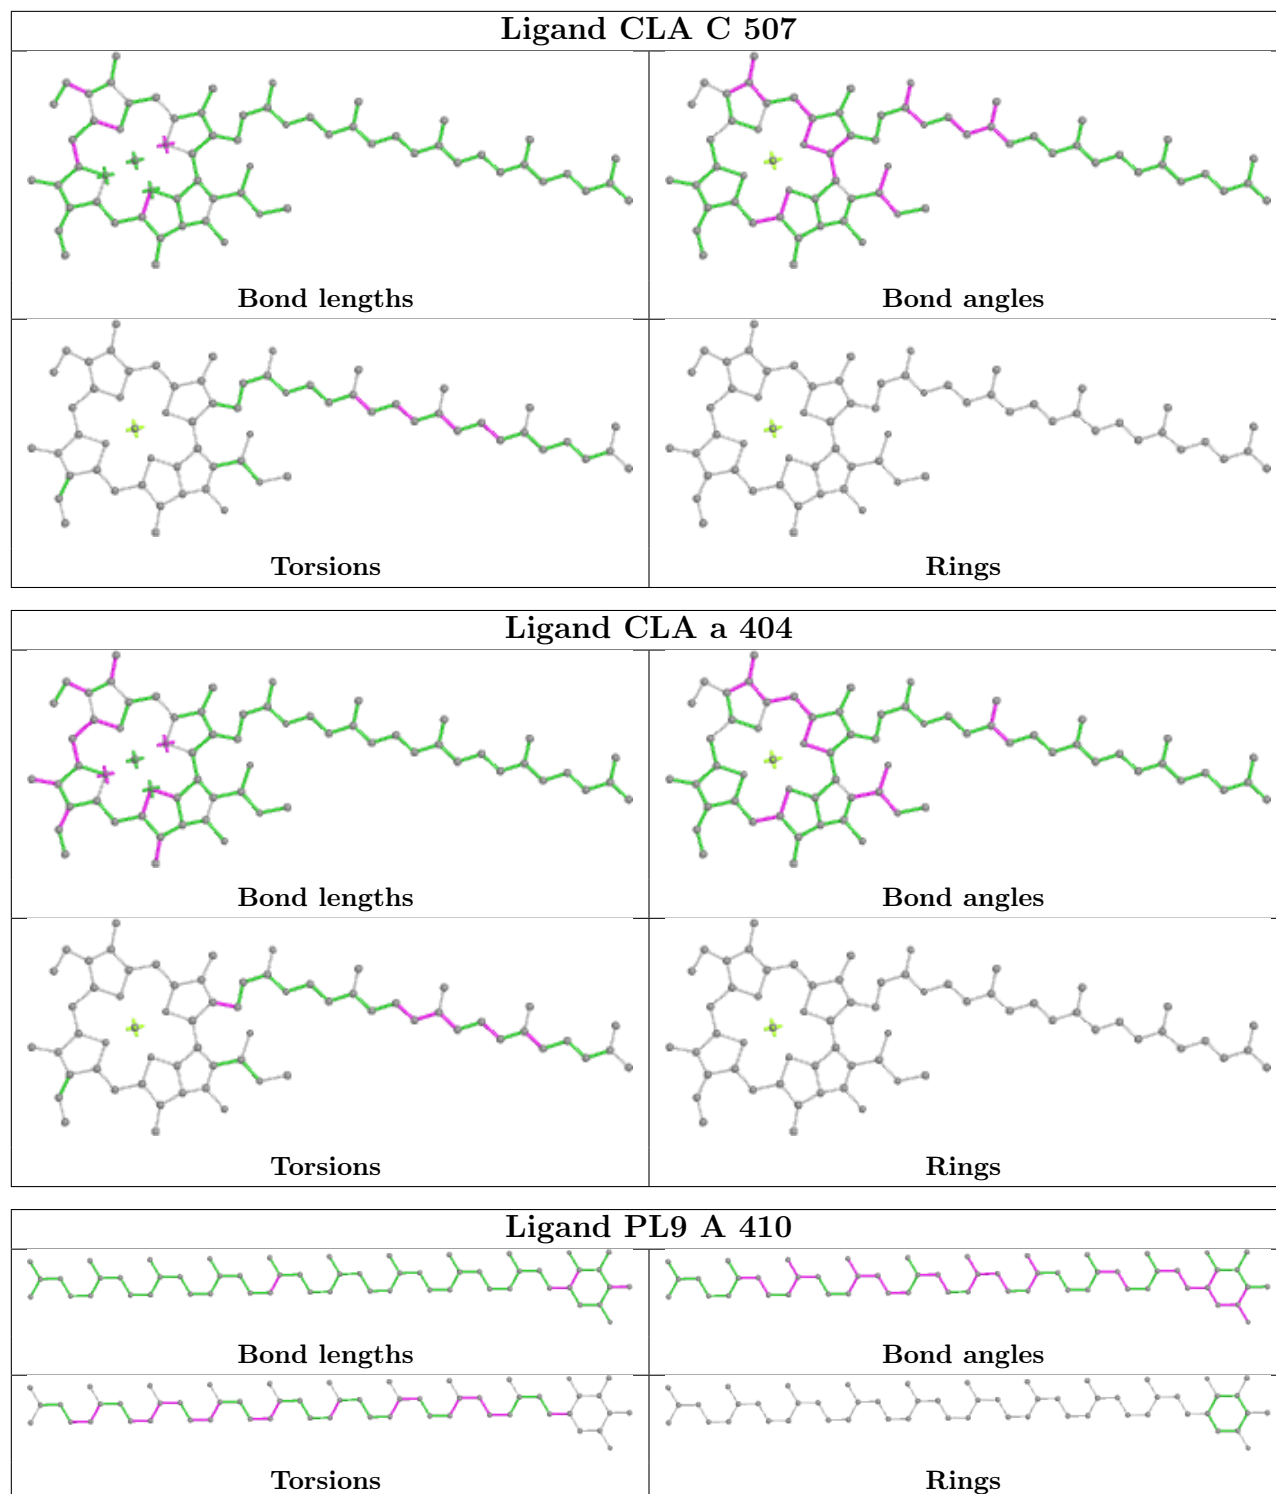 Ligand CLA C 507
Bond lengths
Bond angles
Torsions
Rings
Ligand CLA a 404
Bond lengths
Bond angles
Torsions
Rings
Ligand PL9 A 410
Bond lengths
Bond angles
Torsions
Rings